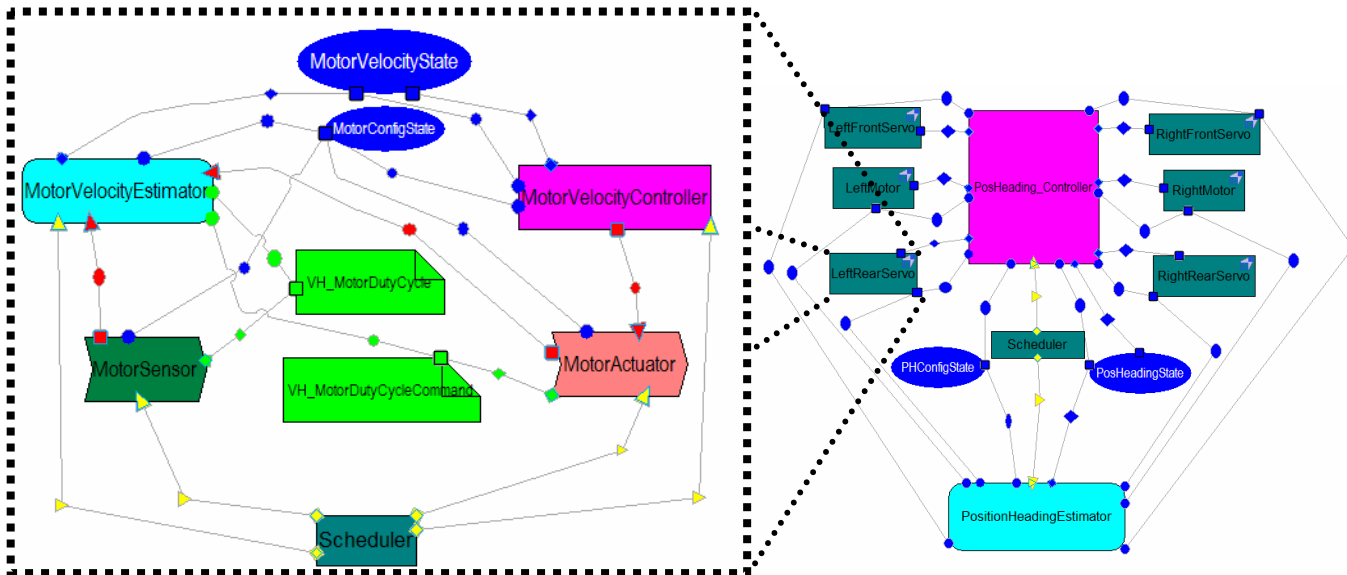 MotorVelocityState
MotorConfigState
MotorVelocityEstimator
MotorVelocityController
VH_MotorDutyCycle
VH_MotorDutyCycleCommand
MotorSensor
MotorActuator
Scheduler
LeftFrontServo
RightFrontServo
LeftMotor
PosHeading_Controller
RightMotor
LeftRearServo
RightRearServo
Scheduler
PHConfigState
PosHeadingState
PositionHeadingEstimator